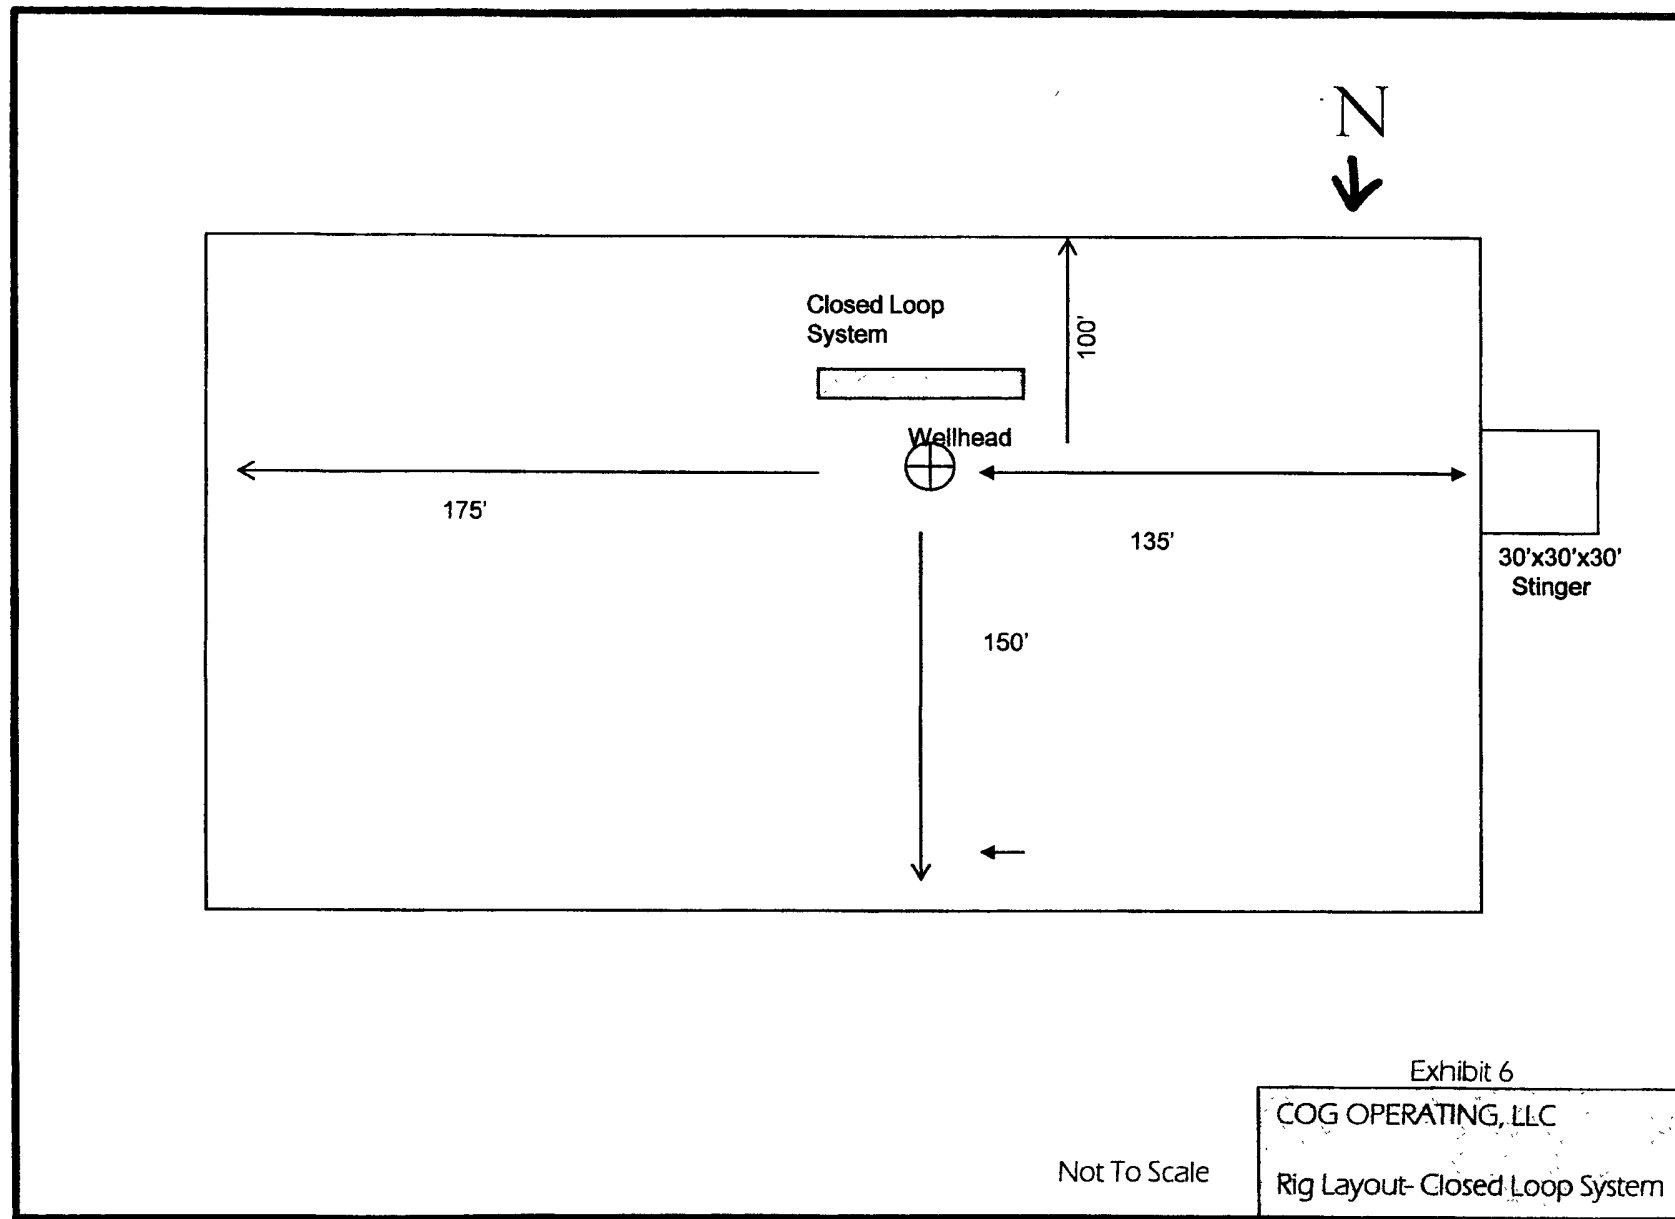 N
Closed Loop
System
100'
Wellhead
175'
135'
30'x30'x30'
Stinger
150'
Exhibit 6
COG OPERATING, LLC
Not To Scale
Rig Layout- Closed Loop System